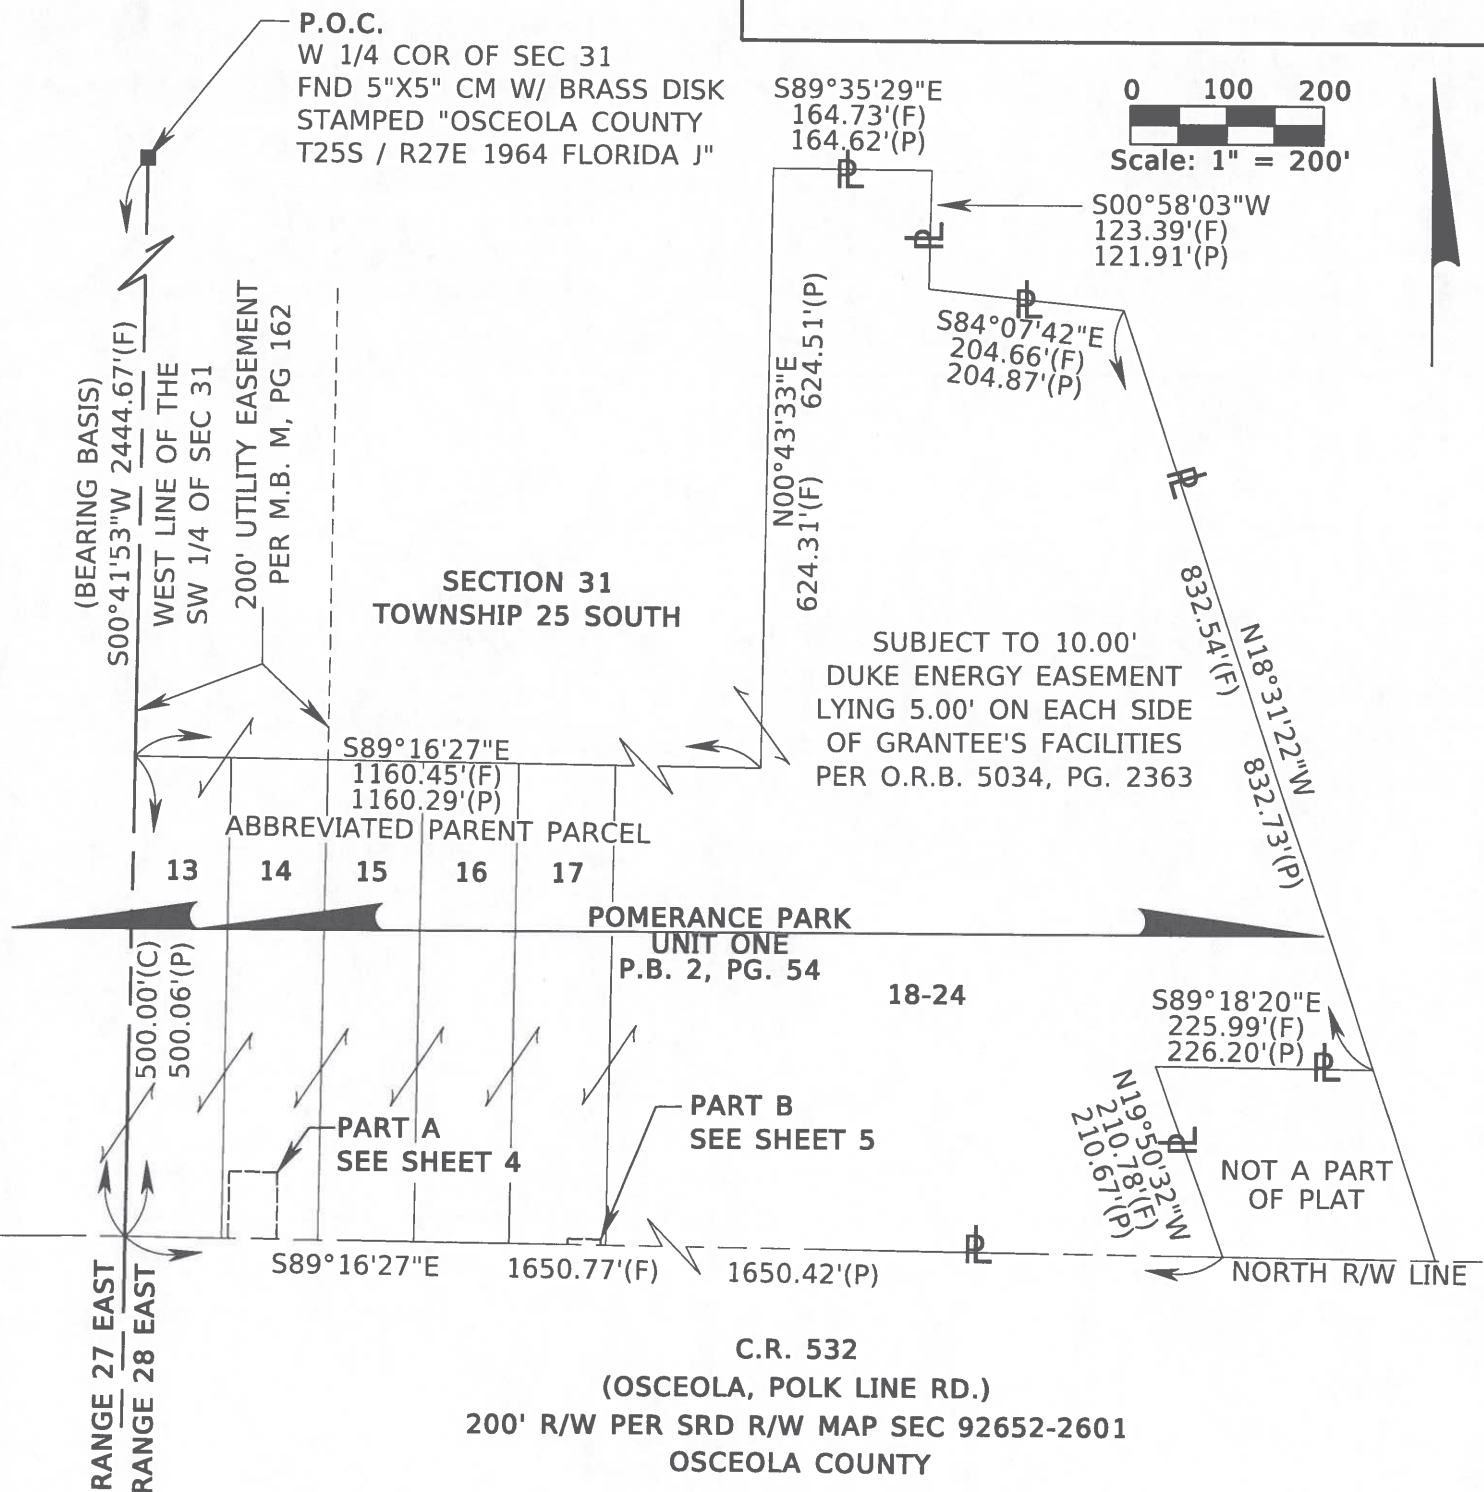 P.O.C.
W 1/4 COR OF SEC 31
FND 5"X5" CM W/ BRASS DISK
STAMPED "OSCEOLA COUNTY
T25S / R27E 1964 FLORIDA J"
S89°35'29"E
164.73'(F)
164.62'(P)
0 100 200
Scale: 1" = 200'
S00°58'03"W
123.39'(F)
121.91'(P)
S84°07'42"E
204.66'(F)
204.87'(P)
(BEARING BASIS)
S00°41'53"W 2444.67'(F)
WEST LINE OF THE
SW 1/4 OF SEC 31
200' UTILITY EASEMENT
PER M.B. M, PG 162
N00°43'33"E
624.31'(F) 624.51'(P)
SECTION 31
TOWNSHIP 25 SOUTH
SUBJECT TO 10.00'
DUKE ENERGY EASEMENT
LYING 5.00' ON EACH SIDE
OF GRANTEE'S FACILITIES
PER O.R.B. 5034, PG. 2363
N18°31'22"W
832.54'(F) 832.73'(P)
S89°16'27"E
1160.45'(F)
1160.29'(P)
ABBREVIATED PARENT PARCEL
13 14 15 16 17
POMERANCE PARK
UNIT ONE
P.B. 2, PG. 54
18-24
500.00'(C)
500.06'(P)
S89°18'20"E
225.99'(F)
226.20'(P)
N19°50'32"W
210.78'(F)
210.67'(P)
PART A
SEE SHEET 4
PART B
SEE SHEET 5
NOT A PART
OF PLAT
S89°16'27"E 1650.77'(F) 1650.42'(P)
NORTH R/W LINE
RANGE 27 EAST
RANGE 28 EAST
C.R. 532
(OSCEOLA, POLK LINE RD.)
200' R/W PER SRD R/W MAP SEC 92652-2601
OSCEOLA COUNTY